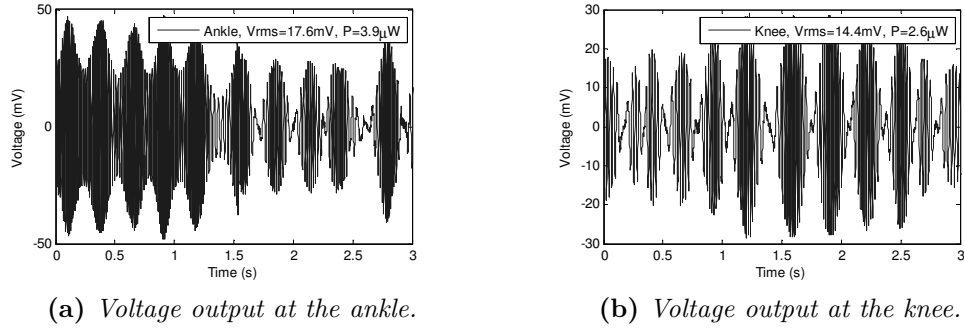 50
Ankle, Vrms=17.6mV, P=3.9μW
Voltage (mV)
0
-50
0 0.5 1 1.5 2 2.5 3
Time (s)
(a) Voltage output at the ankle.
30
Knee, Vrms=14.4mV, P=2.6μW
20
10
Voltage (mV)
0
-10
-20
-30
0 0.5 1 1.5 2 2.5 3
Time (s)
(b) Voltage output at the knee.